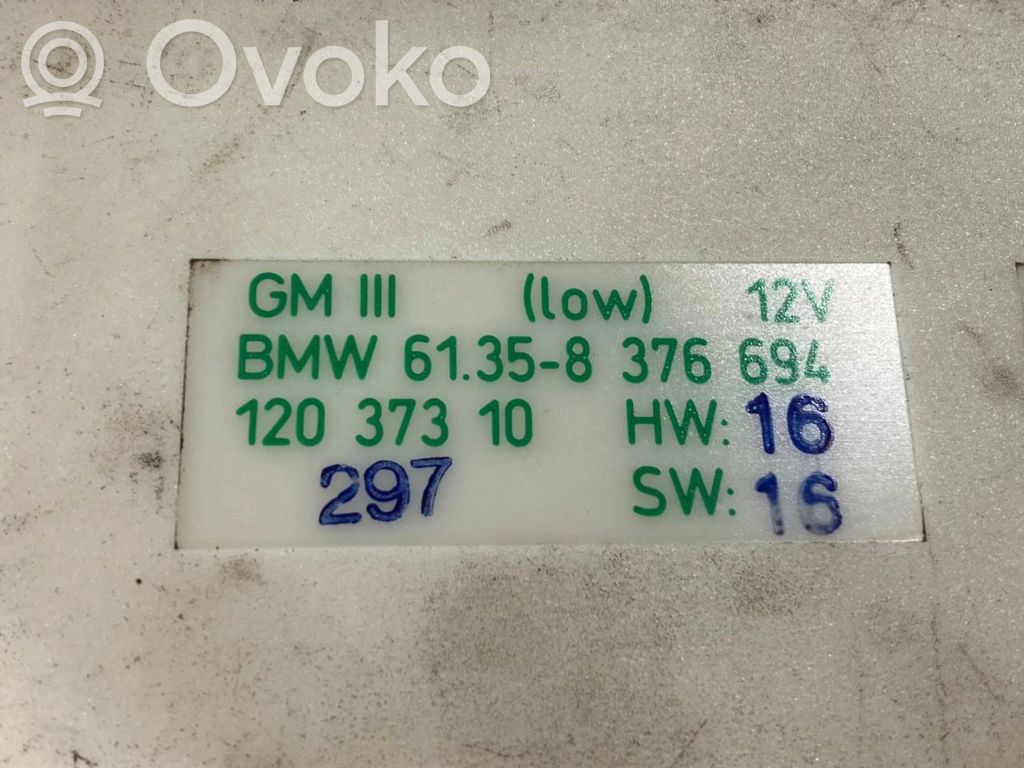 Ovoko
GM III (low) 12V
BMW 61.35-8 376 694
120 373 10 HW: 16
297 SW: 16